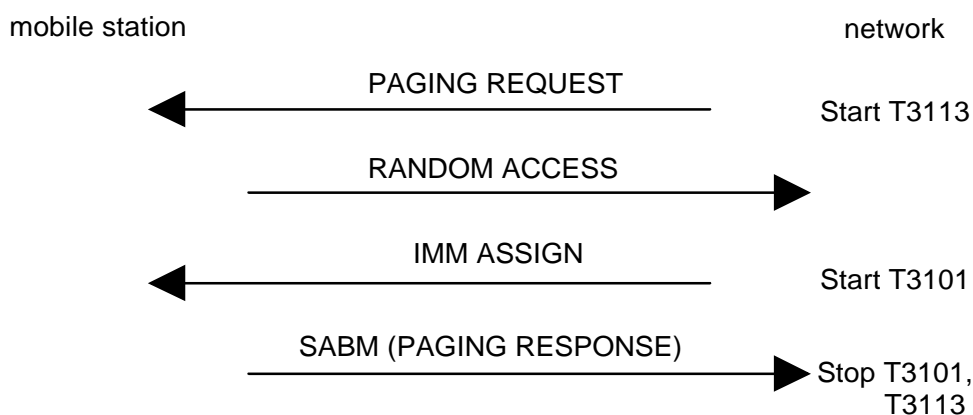 mobile station
network
PAGING REQUEST
Start T3113
RANDOM ACCESS
IMM ASSIGN
Start T3101
SABM (PAGING RESPONSE)
Stop T3101,
T3113